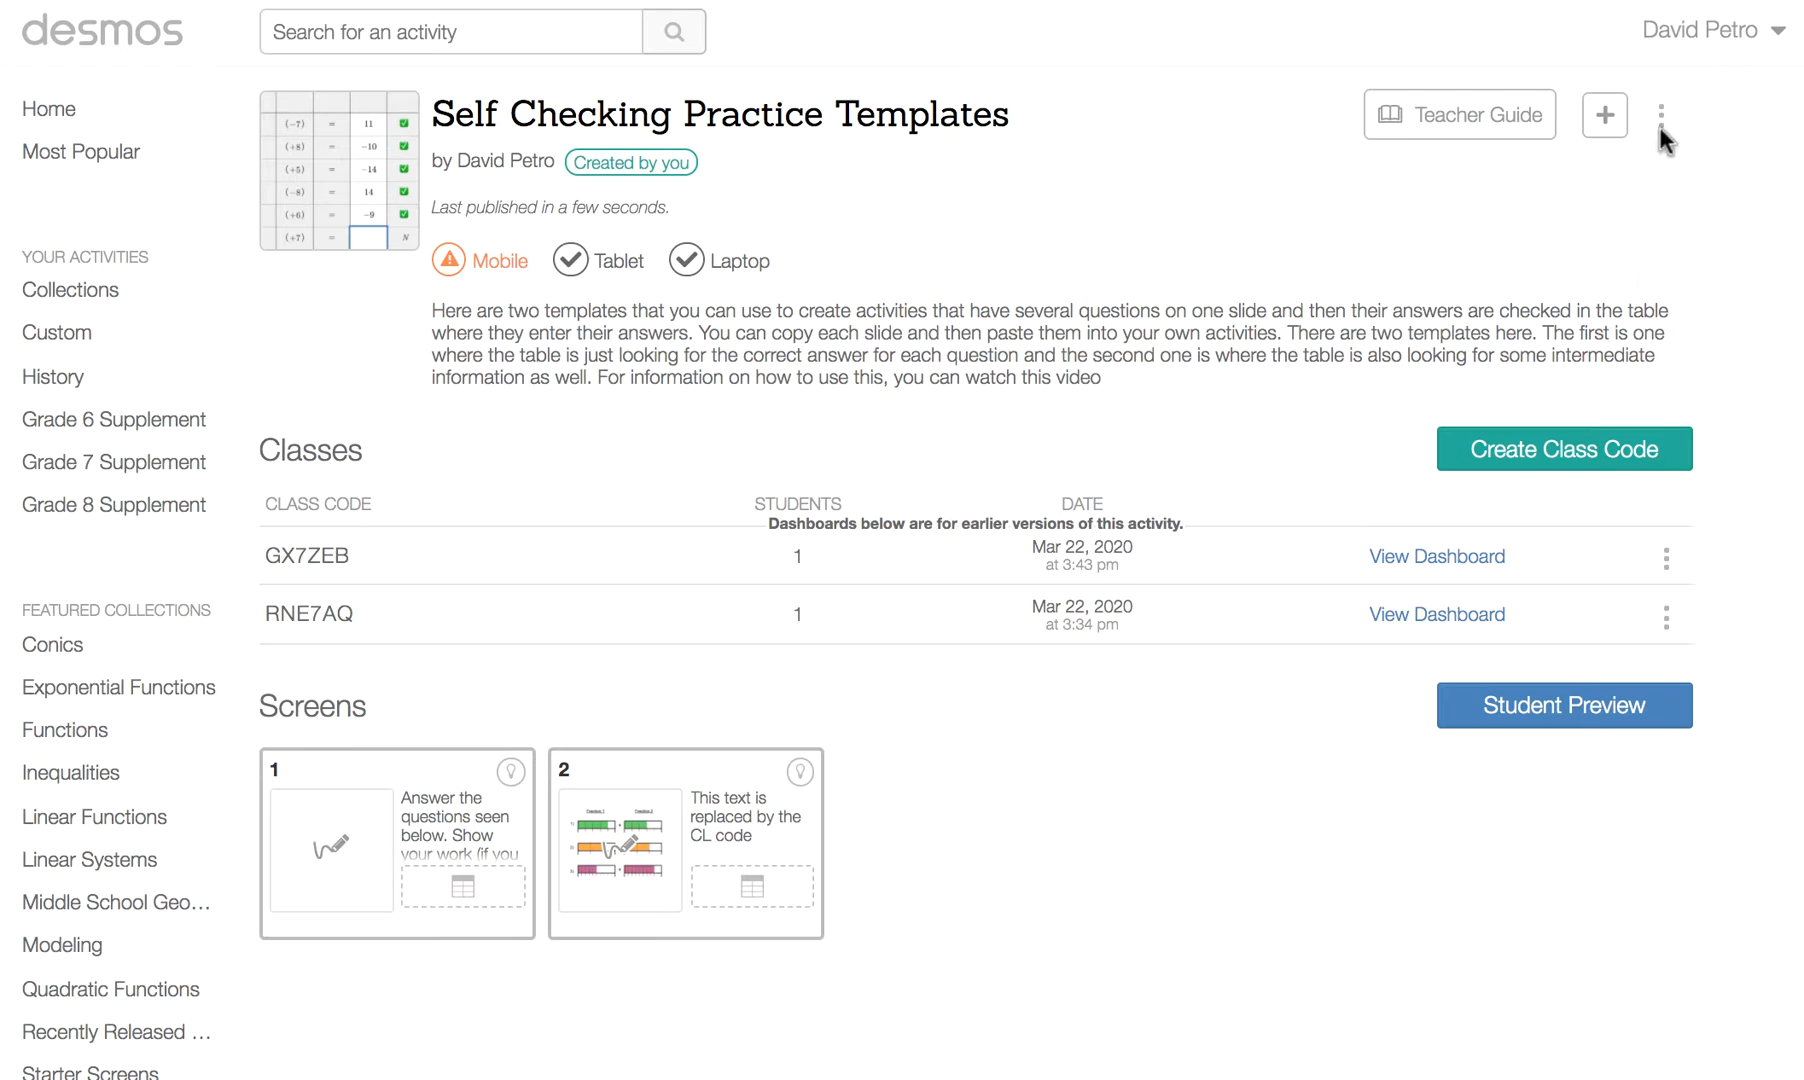 desmos
Search for an activity
David Petro
Home
Most Popular
YOUR ACTIVITIES
Collections
Custom
History
Grade 6 Supplement
Grade 7 Supplement
Grade 8 Supplement
FEATURED COLLECTIONS
Conics
Exponential Functions
Functions
Inequalities
Linear Functions
Linear Systems
Middle School Geo…
Modeling
Quadratic Functions
Recently Released …
Starter Screens
(−7) = 11
(+8) = −10
(+5) = −14
(−8) = 14
(+6) = −9
(+7) = N
Self Checking Practice Templates
by David Petro Created by you
Last published in a few seconds.
Teacher Guide
+
Mobile Tablet Laptop
Here are two templates that you can use to create activities that have several questions on one slide and then their answers are checked in the table
where they enter their answers. You can copy each slide and then paste them into your own activities. There are two templates here. The first is one
where the table is just looking for the correct answer for each question and the second one is where the table is also looking for some intermediate
information as well. For information on how to use this, you can watch this video
Classes
Create Class Code
CLASS CODE STUDENTS DATE
Dashboards below are for earlier versions of this activity.
GX7ZEB 1 Mar 22, 2020 View Dashboard
at 3:43 pm
RNE7AQ 1 Mar 22, 2020 View Dashboard
at 3:34 pm
Screens
Student Preview
1
Answer the
questions seen
below. Show
your work (if you
2
This text is
replaced by the
CL code